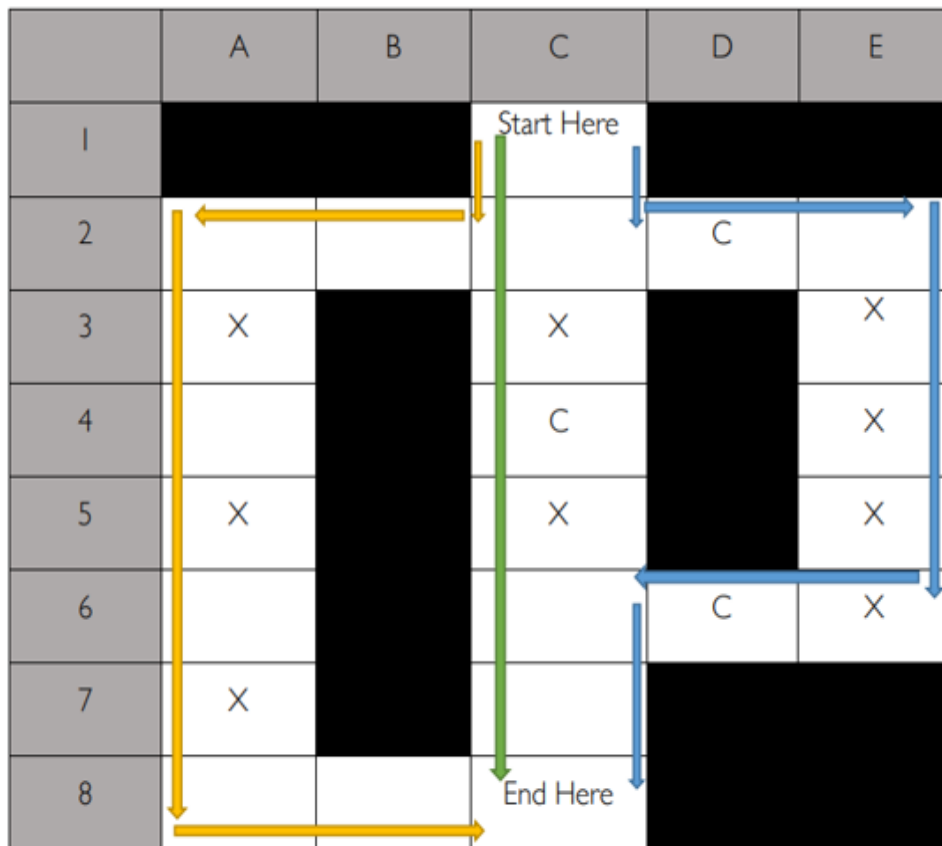 A B C D E
1 Start Here
2 C
3 X X X
4 C X
5 X X X
6 C X
7 X
8 End Here